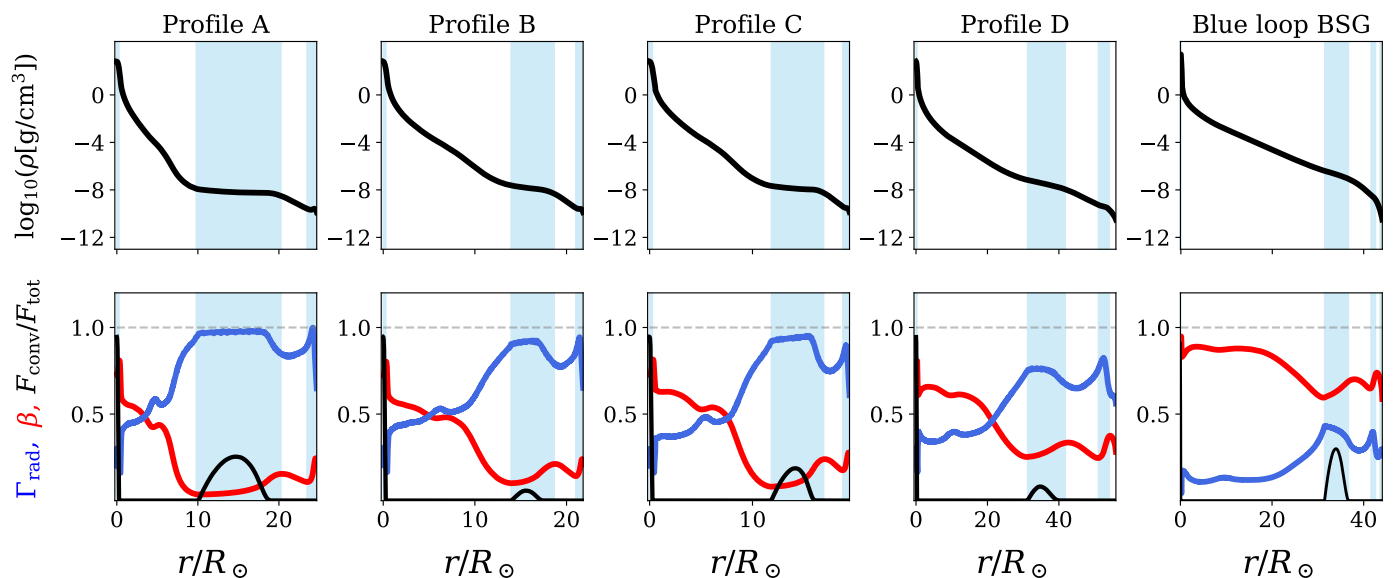 Profile A
Profile B
Profile C
Profile D
Blue loop BSG
log₁₀(ρ[g/cm³])
0
−4
−8
−12
0
−4
−8
−12
0
−4
−8
−12
0
−4
−8
−12
0
−4
−8
−12
Γrad, β, Fconv/Ftot
1.0
0.5
1.0
0.5
1.0
0.5
1.0
0.5
1.0
0.5
0 10 20
0 10 20
0 10
0 20 40
0 20 40
r/R⊙
r/R⊙
r/R⊙
r/R⊙
r/R⊙